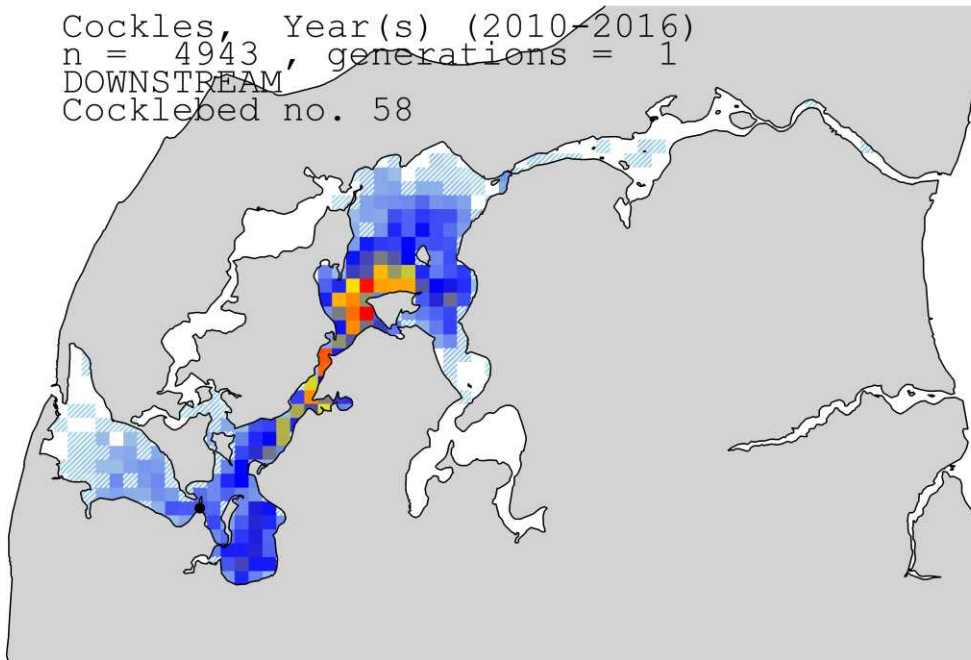 Cockles, Year(s) (2010-2016)
n = 4943 , generations = 1
DOWNSTREAM
Cocklebed no. 58